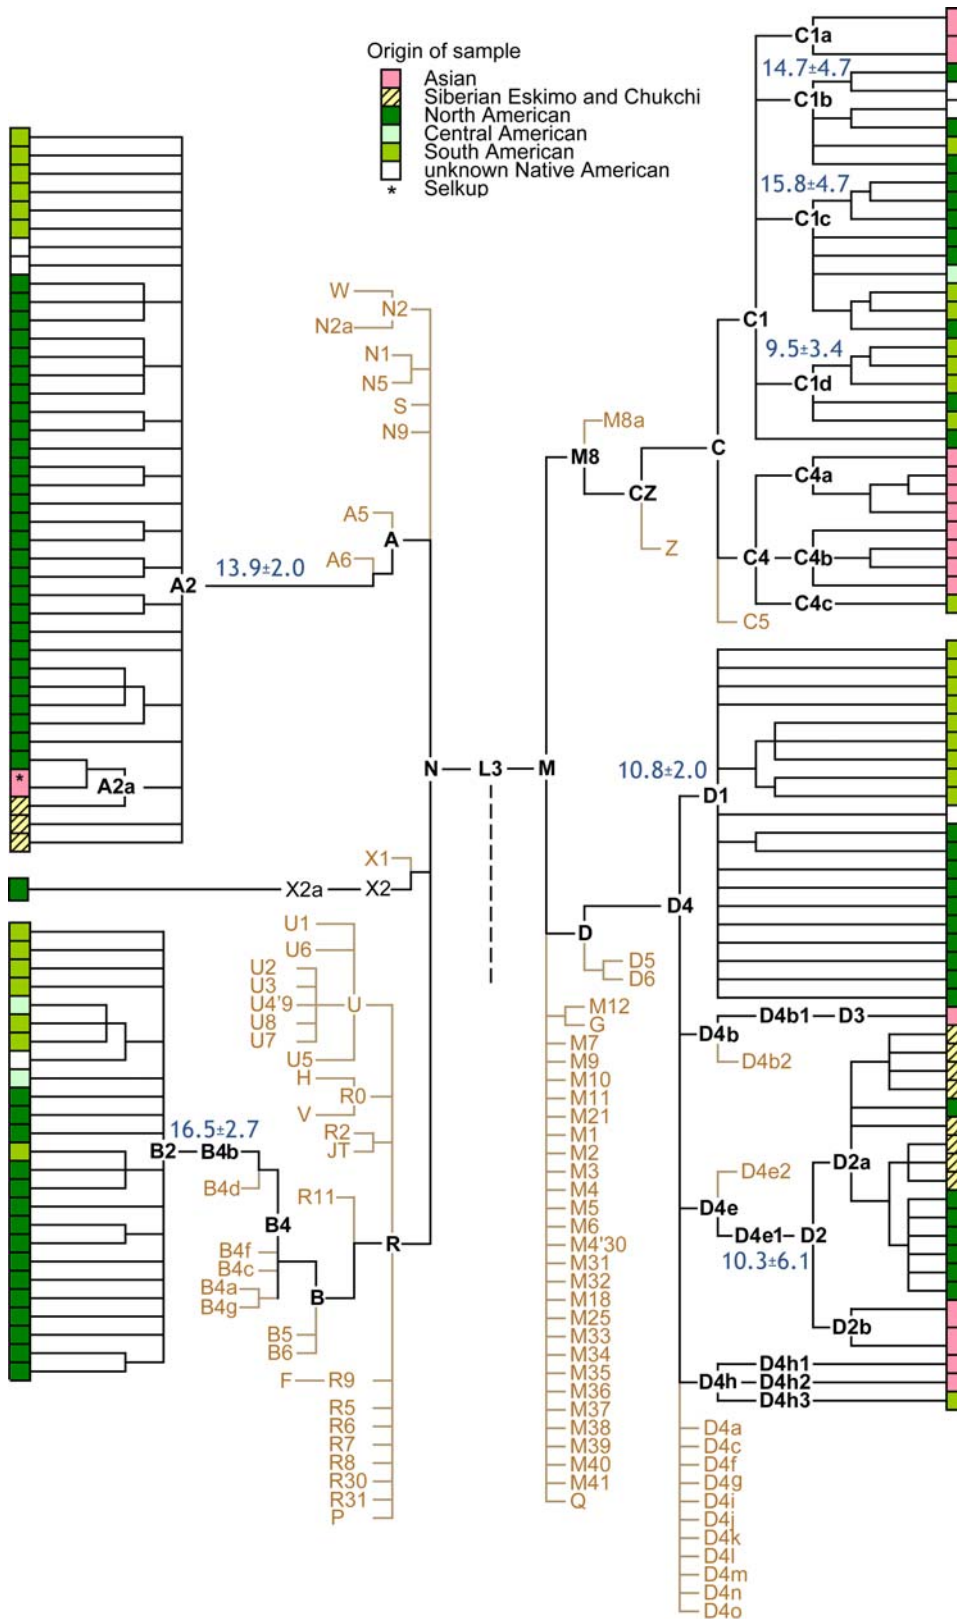 Origin of sample
Asian
Siberian Eskimo and Chukchi
North American
Central American
South American
unknown Native American
* Selkup
C1a
14.7±4.7
C1b
15.8±4.7
C1c
C1
9.5±3.4
C1d
W
N2
N2a
N1
N5
S
N9
M8a
M8
C
CZ
C4a
A5
A
A6
Z
C4
C4b
13.9±2.0
A2
C4c
C5
N
L3
M
10.8±2.0
D1
*
A2a
X1
X2a
X2
D4
U1
D
U6
D5
U2
D6
U3
U4'9
U
M12
D4b1
D3
U8
G
D4b
U7
M7
U5
M9
D4b2
H
M10
R0
M11
V
M21
16.5±2.7
R2
M1
B2
B4b
JT
M2
D2a
B4d
M3
D4e2
R11
M4
M5
D4e
B4
M6
D4e1
D2
R
M4'30
B4f
M31
10.3±6.1
B4c
M32
B4a
B
M18
B4g
M25
D2b
B5
M33
B6
M34
D4h1
F
R9
M35
D4h
D4h2
M36
D4h3
R5
M37
R6
M38
D4a
R7
M39
D4c
R8
M40
D4f
R30
M41
D4g
R31
Q
D4i
P
D4j
D4k
D4l
D4m
D4n
D4o